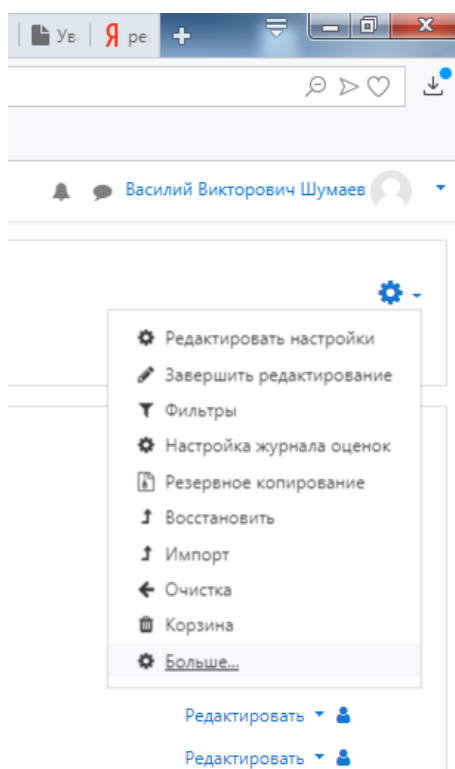 Ув Я ре
Василий Викторович Шумаев
Редактировать настройки
Завершить редактирование
Фильтры
Настройка журнала оценок
Резервное копирование
Восстановить
Импорт
Очистка
Корзина
Больше...
Редактировать
Редактировать